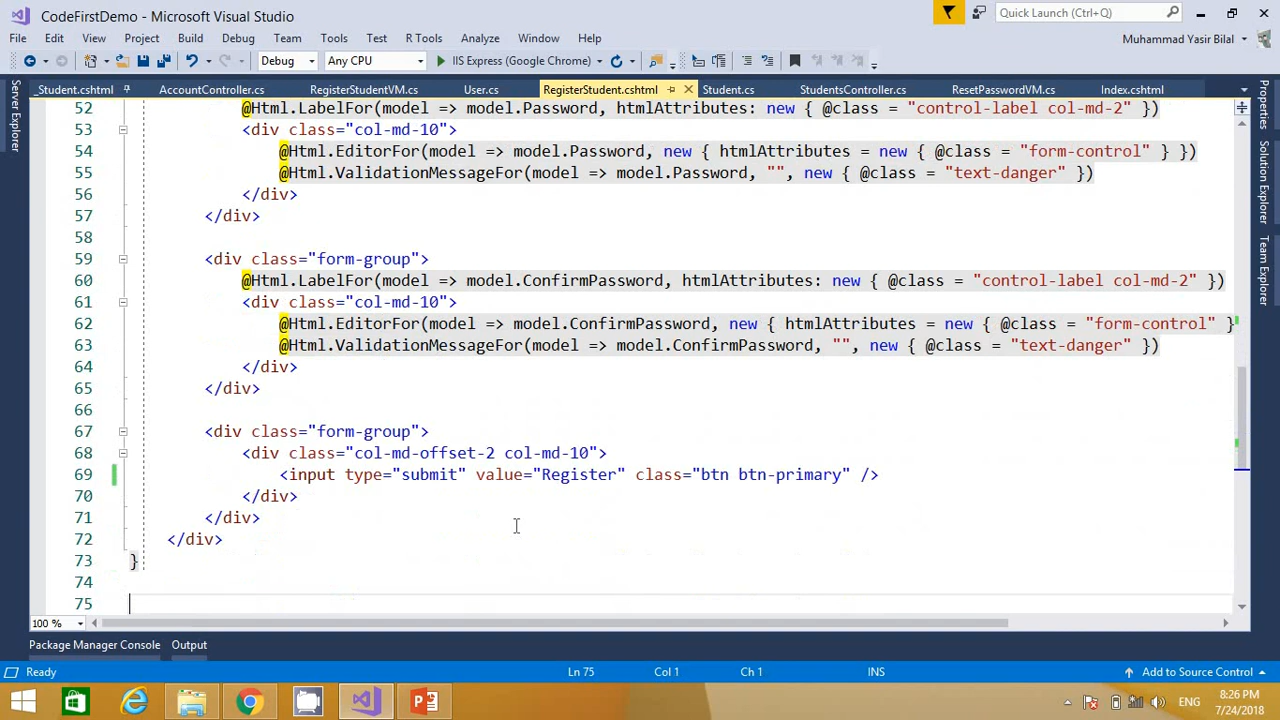 CodeFirstDemo - Microsoft Visual Studio
Quick Launch (Ctrl+Q)
File Edit View Project Build Debug Team Tools Test R Tools Analyze Window Help
Muhammad Yasir Bilal
Debug Any CPU IIS Express (Google Chrome)
_Student.cshtml AccountController.cs RegisterStudentVM.cs User.cs RegisterStudent.cshtml Student.cs StudentsController.cs ResetPasswordVM.cs Index.cshtml
Server Explorer
Properties
Solution Explorer
Team Explorer
52 @Html.LabelFor(model => model.Password, htmlAttributes: new { @class = "control-label col-md-2" })
53 <div class="col-md-10">
54 @Html.EditorFor(model => model.Password, new { htmlAttributes = new { @class = "form-control" } })
55 @Html.ValidationMessageFor(model => model.Password, "", new { @class = "text-danger" })
56 </div>
57 </div>
58
59 <div class="form-group">
60 @Html.LabelFor(model => model.ConfirmPassword, htmlAttributes: new { @class = "control-label col-md-2" })
61 <div class="col-md-10">
62 @Html.EditorFor(model => model.ConfirmPassword, new { htmlAttributes = new { @class = "form-control" }
63 @Html.ValidationMessageFor(model => model.ConfirmPassword, "", new { @class = "text-danger" })
64 </div>
65 </div>
66
67 <div class="form-group">
68 <div class="col-md-offset-2 col-md-10">
69 <input type="submit" value="Register" class="btn btn-primary" />
70 </div>
71 </div>
72 </div>
73 }
74
75
100 %
Package Manager Console Output
Ready Ln 75 Col 1 Ch 1 INS Add to Source Control
ENG
8:26 PM
7/24/2018